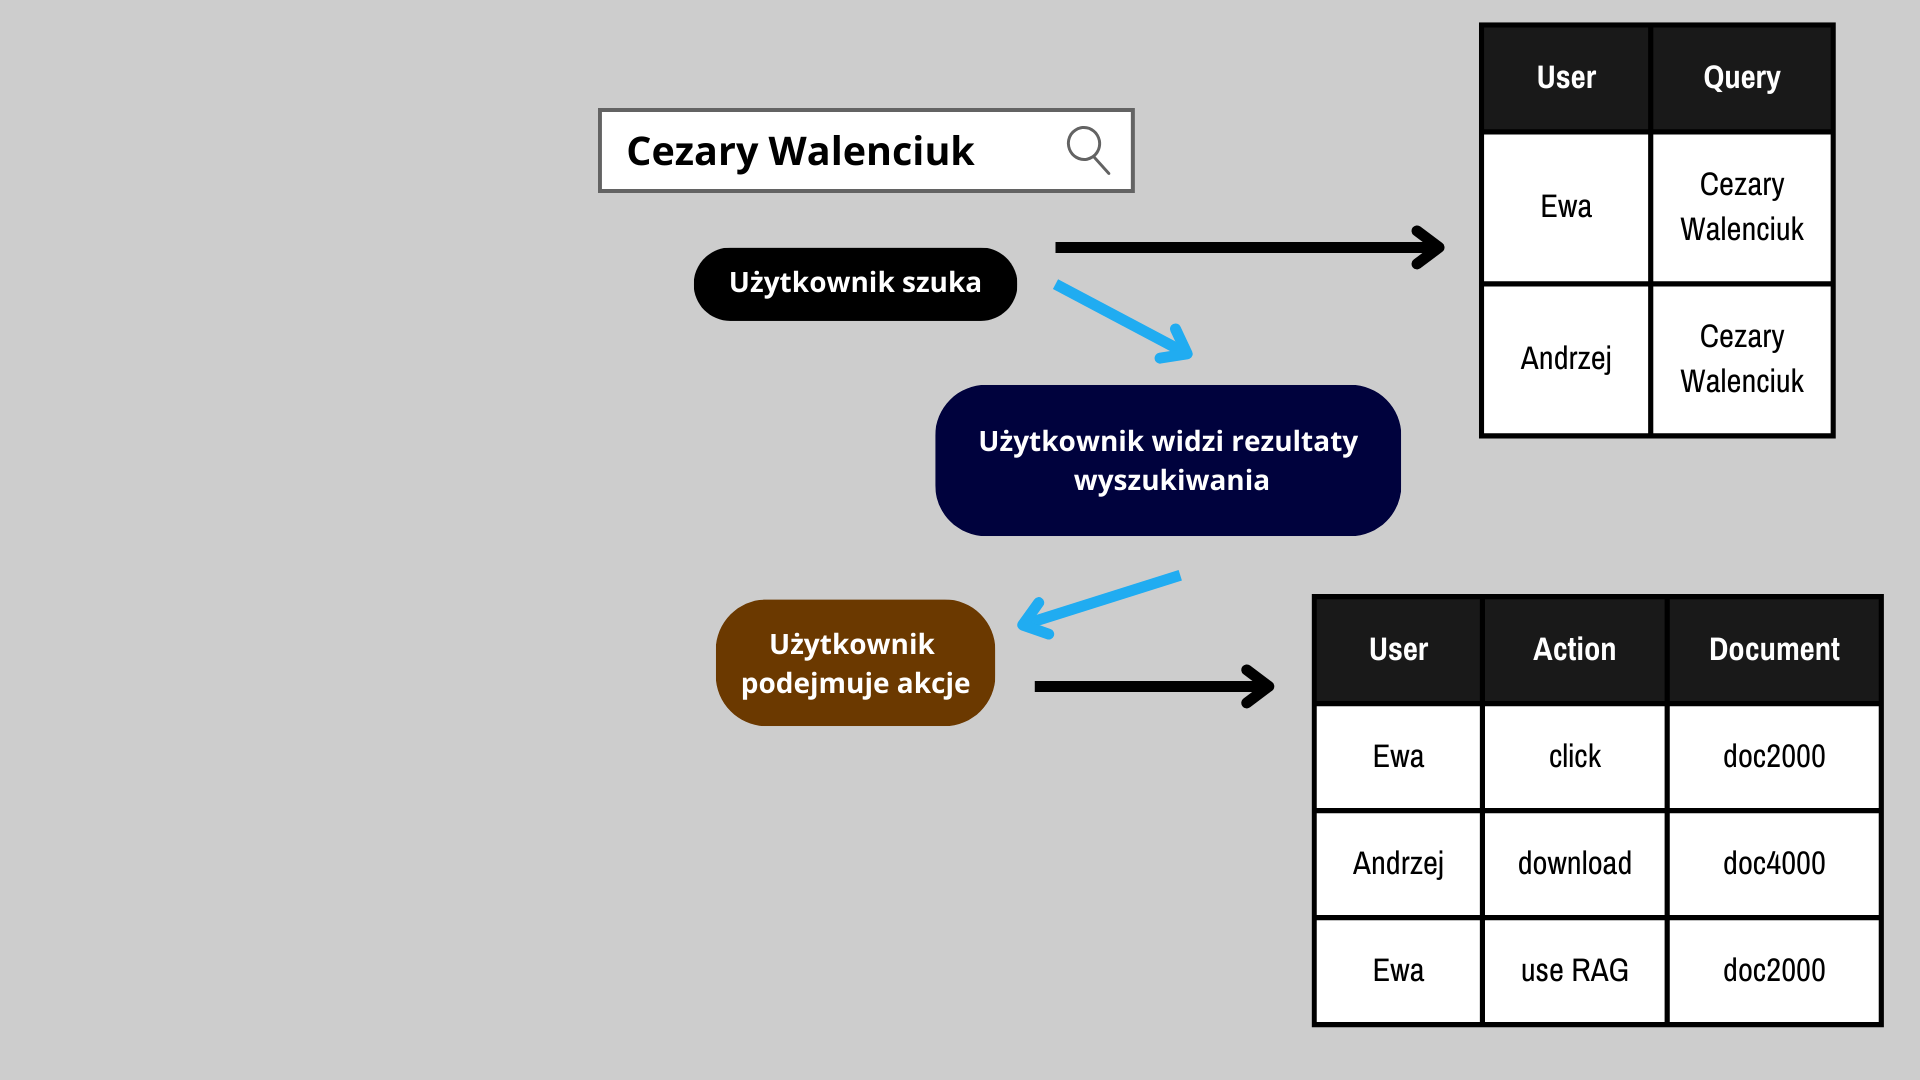 Cezary Walenciuk
Użytkownik szuka
Użytkownik widzi rezultaty
wyszukiwania
Użytkownik
podejmuje akcje
User Query
Ewa Cezary Walenciuk
Andrzej Cezary Walenciuk
User Action Document
Ewa click doc2000
Andrzej download doc4000
Ewa use RAG doc2000